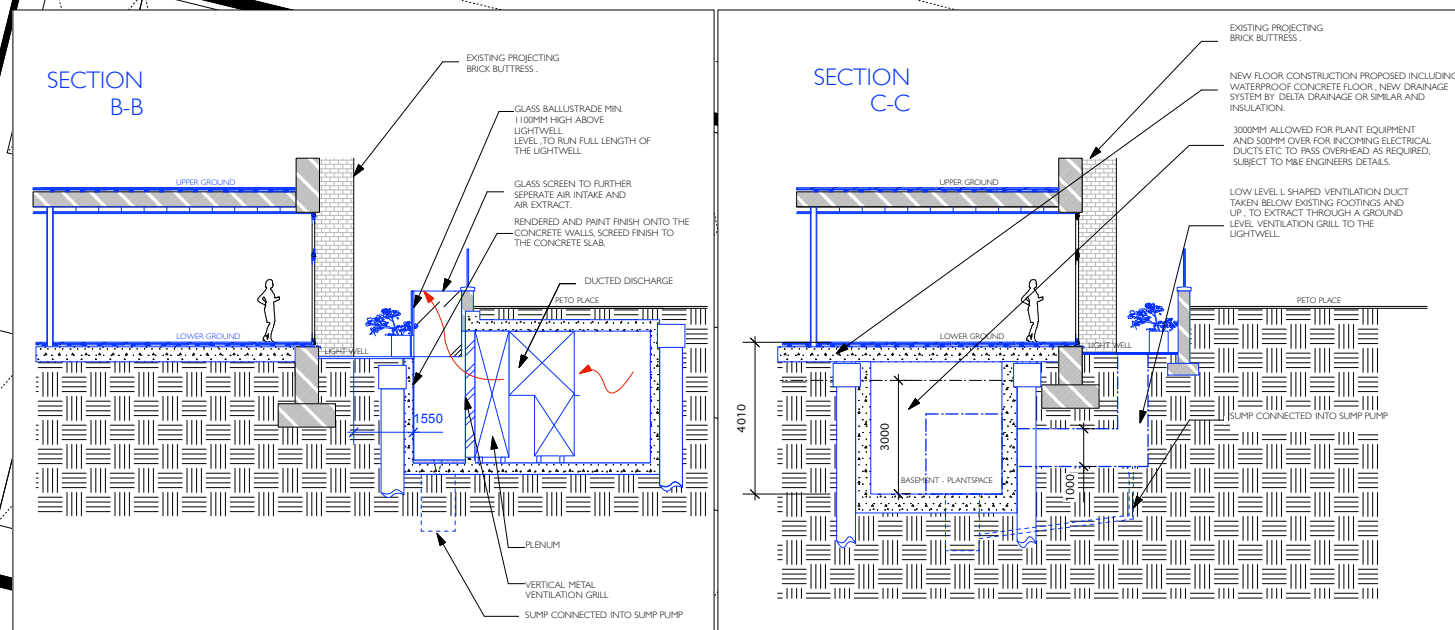 SECTION
B-B
EXISTING PROJECTING
BRICK BUTTRESS .
GLASS BALLUSTRADE MIN.
1100MM HIGH ABOVE
LIGHTWELL
LEVEL ,TO RUN FULL LENGTH OF
THE LIGHTWELL
GLASS SCREEN TO FURTHER
SEPERATE AIR INTAKE AND
AIR EXTRACT.
RENDERED AND PAINT FINISH ONTO THE
CONCRETE WALLS, SCREED FINISH TO
THE CONCRETE SLAB.
DUCTED DISCHARGE
PETO PLACE
UPPER GROUND
LOWER GROUND
LIGHT WELL
1550
PLENUM
VERTICAL METAL
VENTILATION GRILL
SUMP CONNECTED INTO SUMP PUMP
SECTION
C-C
EXISTING PROJECTING
BRICK BUTTRESS .
NEW FLOOR CONSTRUCTION PROPOSED INCLUDING
WATERPROOF CONCRETE FLOOR , NEW DRAINAGE
SYSTEM BY DELTA DRAINAGE OR SIMILAR AND
INSULATION.
3000MM ALLOWED FOR PLANT EQUIPMENT
AND 500MM OVER FOR INCOMING ELECTRICAL
DUCTS ETC TO PASS OVERHEAD AS REQUIRED,
SUBJECT TO M&E ENGINEERS DETAILS.
LOW LEVEL L SHAPED VENTILATION DUCT
TAKEN BELOW EXISTING FOOTINGS AND
UP , TO EXTRACT THROUGH A GROUND
LEVEL VENTILATION GRILL TO THE
LIGHTWELL.
UPPER GROUND
PETO PLACE
LOWER GROUND
LIGHT WELL
4010
3000
1000
SUMP CONNECTED INTO SUMP PUMP
BASEMENT - PLANTSPACE